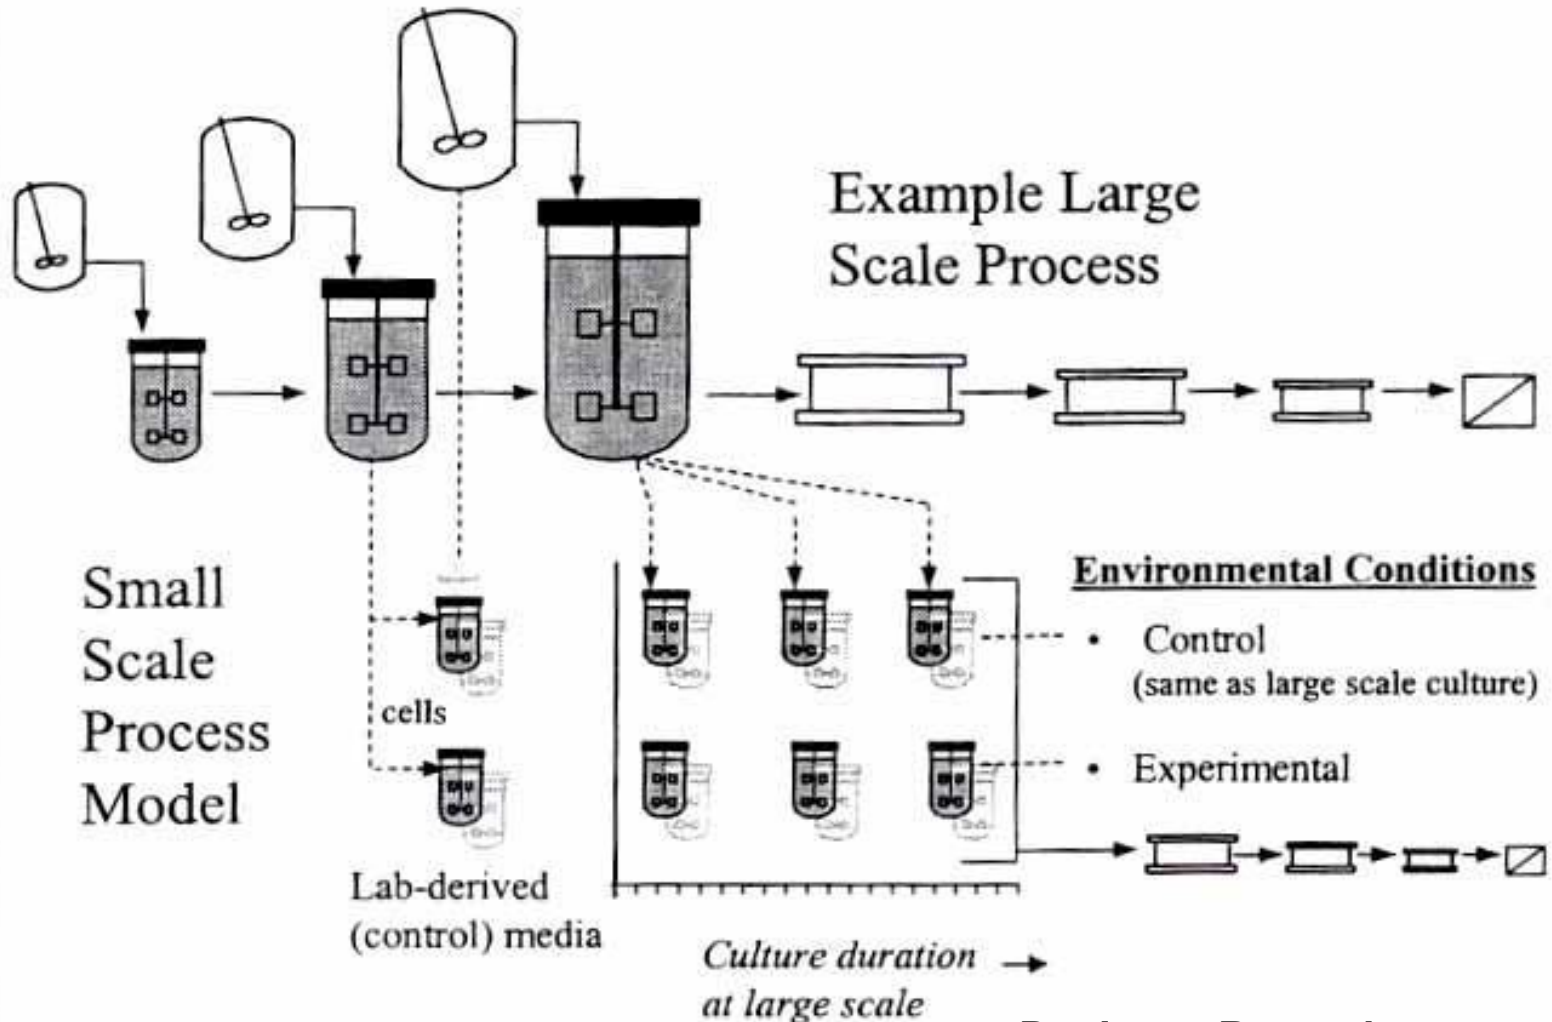 Example Large
Scale Process
Small
Scale
Process
Model
cells
Lab-derived
(control) media
Environmental Conditions
• Control
(same as large scale culture)
• Experimental
Culture duration
at large scale